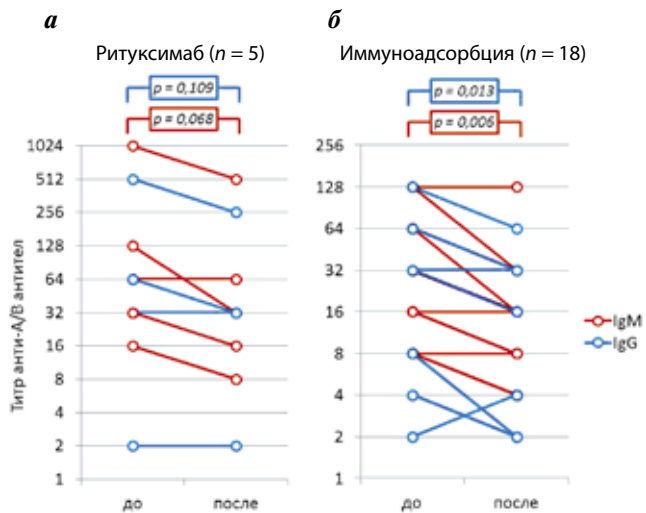 а
Ритуксимаб (n = 5)
p = 0,109
p = 0,068
Титр анти-А/В антител
1024
512
256
128
64
32
16
8
4
2
1
до после
б
Иммуноадсорбция (n = 18)
p = 0,013
p = 0,006
256
128
64
32
16
8
4
2
1
до после
IgM
IgG